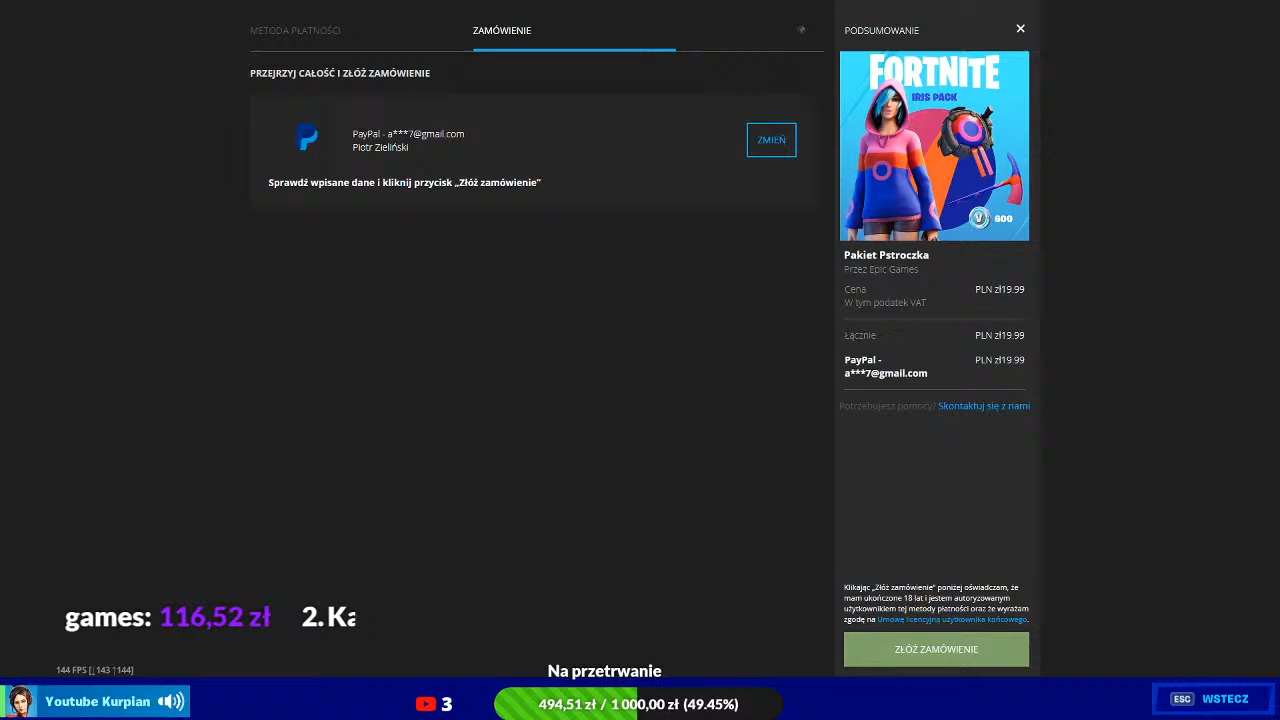 METODA PŁATNOŚCI
ZAMÓWIENIE
PRZEJRZYJ CAŁOŚĆ I ZŁÓŻ ZAMÓWIENIE
PayPal - a***7@gmail.com
Piotr Zieliński
ZMIEŃ
Sprawdź wpisane dane i kliknij przycisk „Złóż zamówienie”
PODSUMOWANIE
FORTNITE
IRIS PACK
V 600
Pakiet Pstroczka
Przez Epic Games
Cena PLN zł19.99
W tym podatek VAT
Łącznie PLN zł19.99
PayPal - PLN zł19.99
a***7@gmail.com
Potrzebujesz pomocy? Skontaktuj się z nami
Klikając „Złóż zamówienie” poniżej oświadczam, że
mam ukończone 18 lat i jestem autoryzowanym
użytkownikiem tej metody płatności oraz że wyrażam
zgodę na Umowę licencyjną użytkownika końcowego.
ZŁÓŻ ZAMÓWIENIE
games: 116,52 zł 2. Ka
144 FPS [↓143 ↑144]
Youtube Kurpian
3
Na przetrwanie
494,51 zł / 1 000,00 zł (49.45%)
ESC WSTECZ